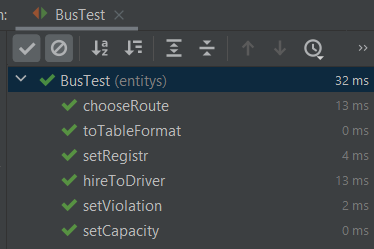 n: BusTest ×
BusTest (entitys) 32 ms
chooseRoute 13 ms
toTableFormat 0 ms
setRegistr 4 ms
hireToDriver 13 ms
setViolation 2 ms
setCapacity 0 ms